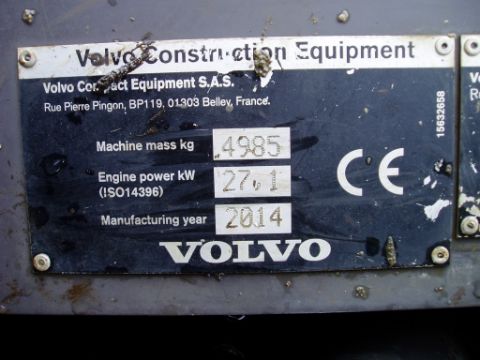 Volvo Construction Equipment
Volvo Compact Equipment S.A.S.
Rue Pierre Pingon, BP119, 01303 Belley, France.
Machine mass kg 4985
Engine power kW 27.1
(ISO14396)
Manufacturing year 2014
VOLVO
CE
15632658